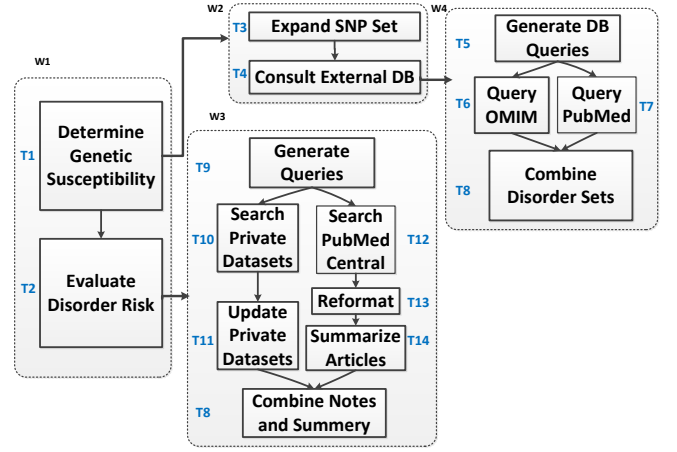 W1
T1
Determine
Genetic
Susceptibility
T2
Evaluate
Disorder Risk
W2
T3
Expand SNP Set
T4
Consult External DB
W4
T5
Generate DB
Queries
T6
Query
OMIM
Query
PubMed
T7
T8
Combine
Disorder Sets
W3
T9
Generate
Queries
T10
Search
Private
Datasets
Search
PubMed
Central
T12
Reformat
T13
T11
Update
Private
Datasets
Summarize
Articles
T14
T8
Combine Notes
and Summery